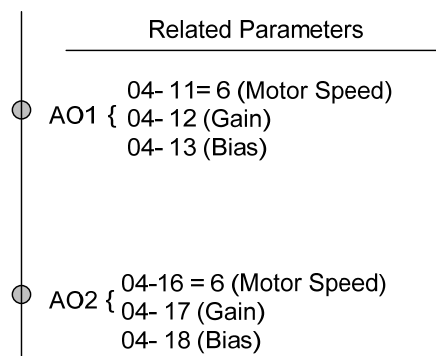 Related Parameters
04- 11= 6 (Motor Speed)
AO1 { 04- 12 (Gain)
04- 13 (Bias)
04-16 = 6 (Motor Speed)
AO2 { 04- 17 (Gain)
04- 18 (Bias)